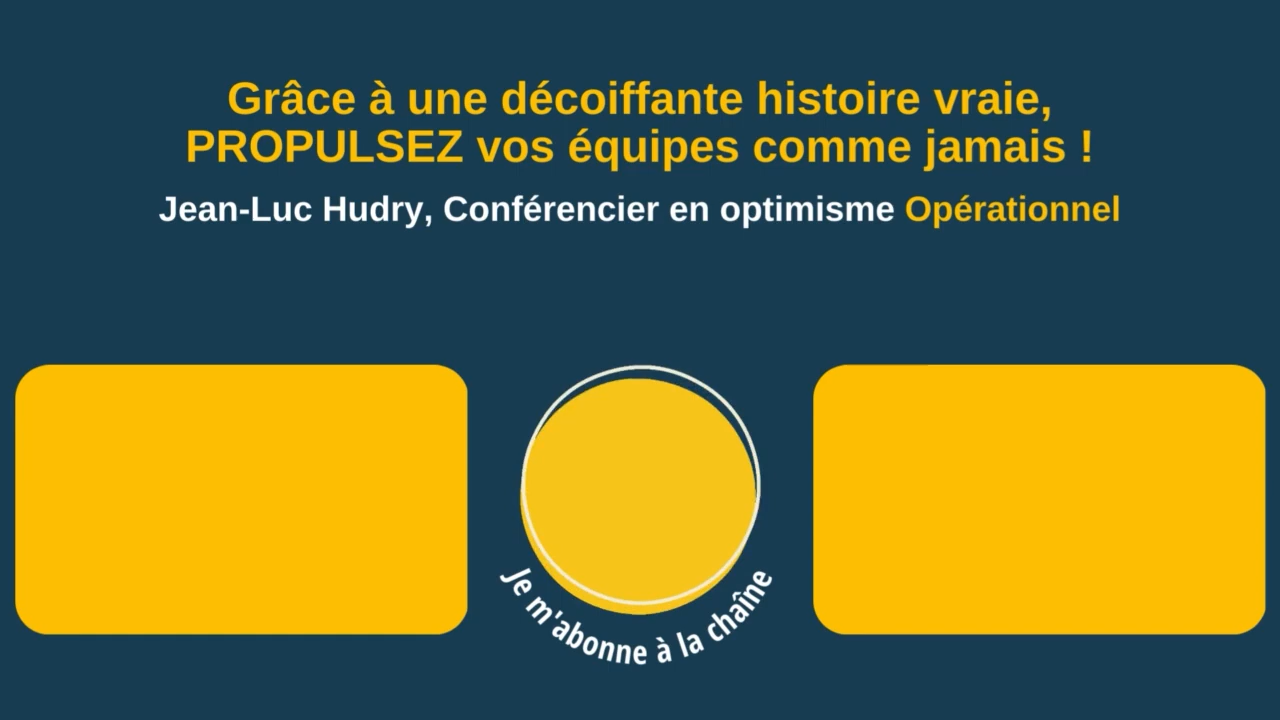 Grâce à une décoiffante histoire vraie,
PROPULSEZ vos équipes comme jamais !
Jean-Luc Hudry, Conférencier en optimisme Opérationnel
Je m'abonne à la chaîne